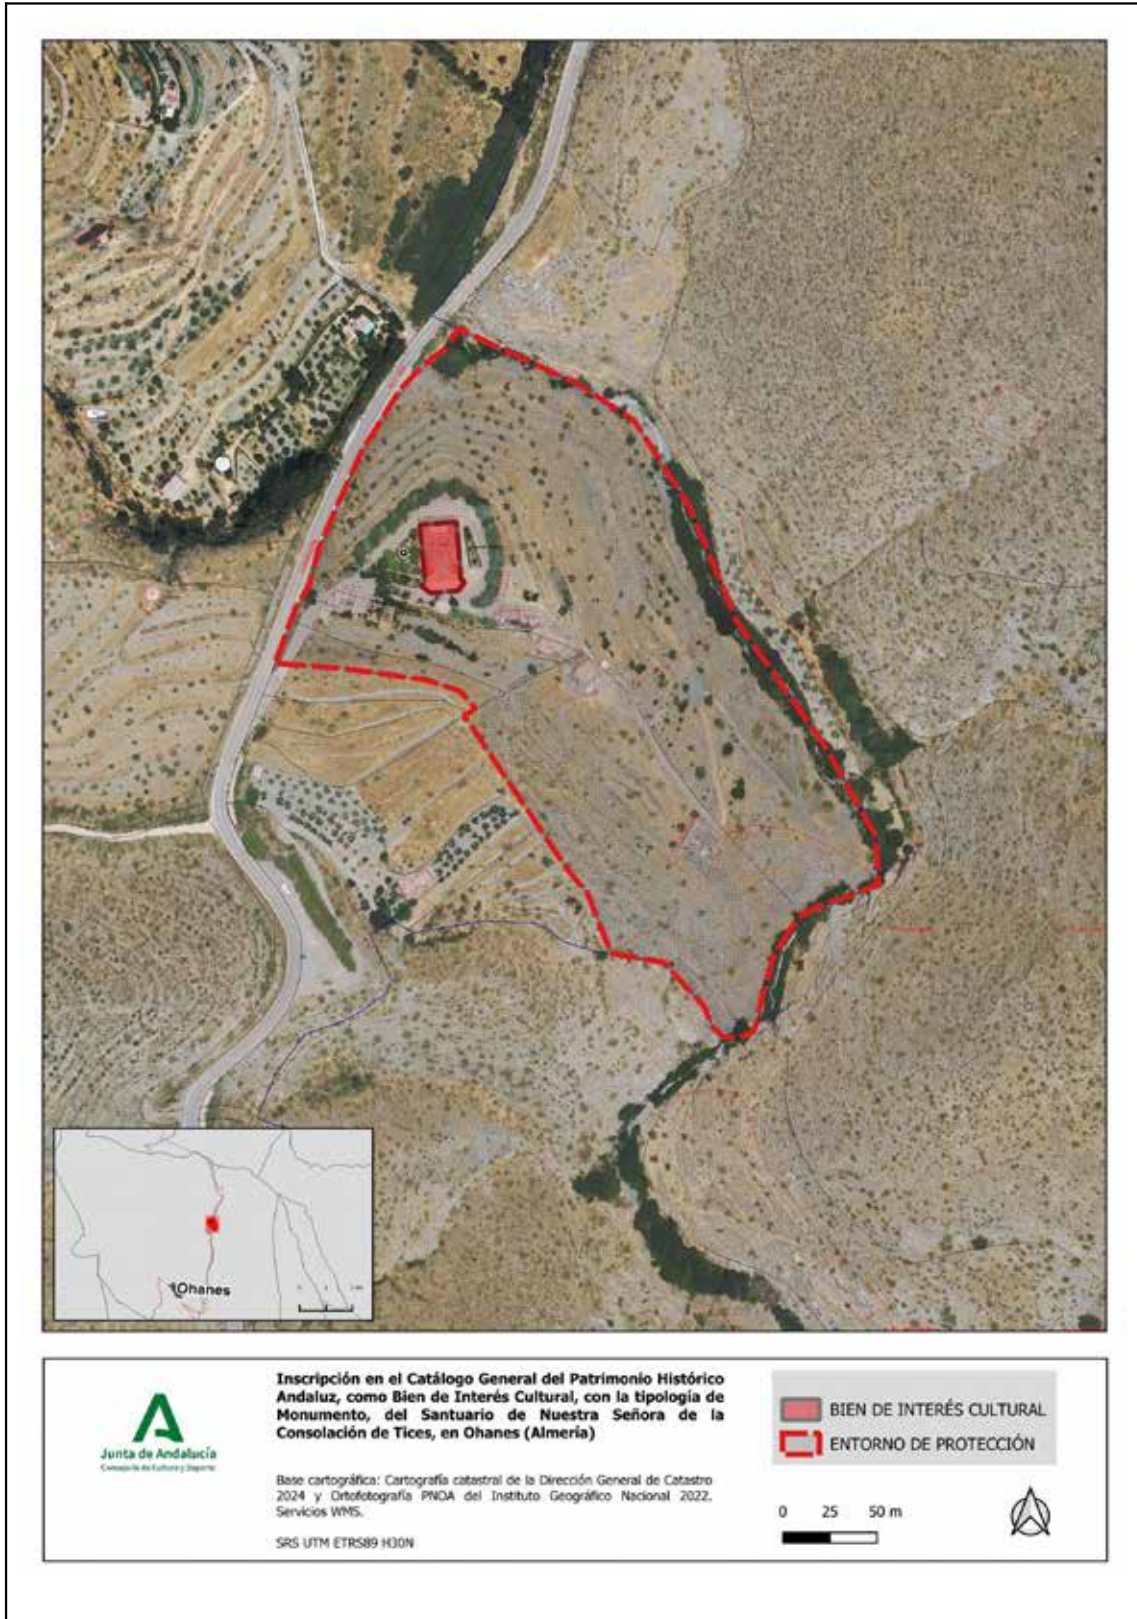 Ohanes
Junta de Andalucía
Consejería de Cultura y Deporte
Inscripción en el Catálogo General del Patrimonio Histórico
Andaluz, como Bien de Interés Cultural, con la tipología de
Monumento, del Santuario de Nuestra Señora de la
Consolación de Tices, en Ohanes (Almería)
Base cartográfica: Cartografía catastral de la Dirección General de Catastro
2024 y Ortofotografía PNOA del Instituto Geográfico Nacional 2022.
Servicios WMS.
SRS UTM ETRS89 H30N
BIEN DE INTERÉS CULTURAL
ENTORNO DE PROTECCIÓN
0 25 50 m